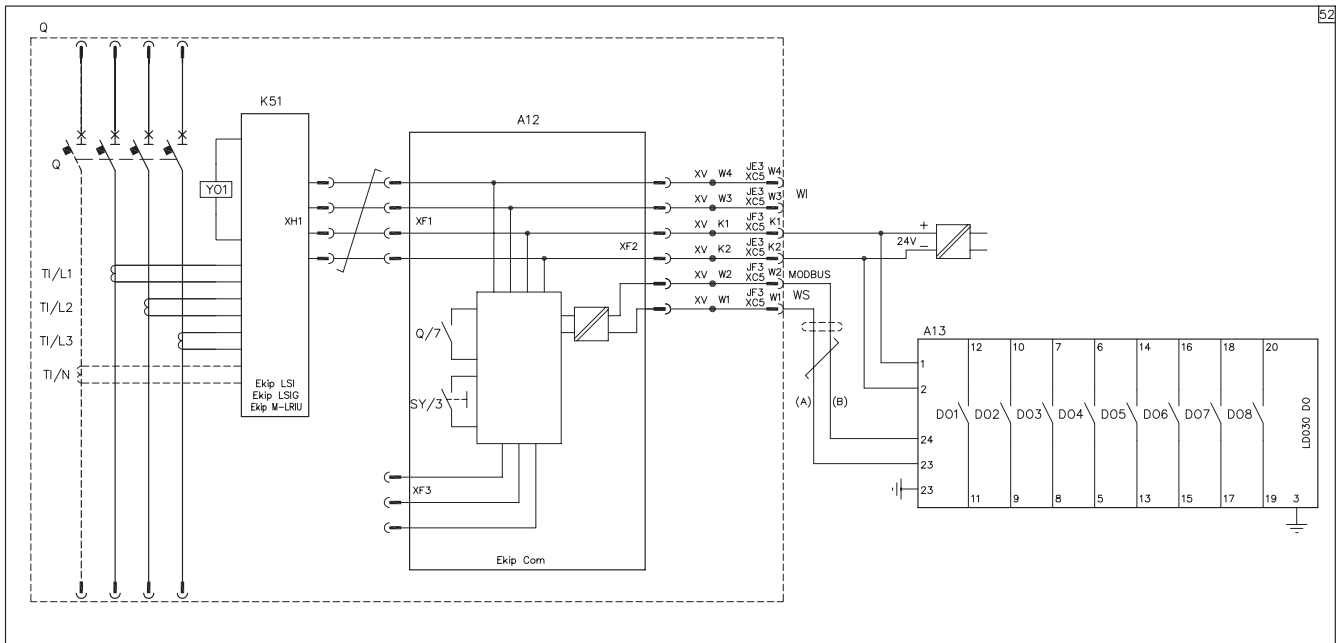 52
Q
K51
A12
Q
YO1
XH1
XF1
XF2
XV W4 JE3 XC5 W4
XV W3 JE3 XC5 W3
WI
XV K1 JF3 XC5 K1
XV K2 JE3 XC5 K2
XV W2 JF3 XC5 W2 MODBUS
XV W1 JF3 XC5 W1 WS
+
24V –
TI/L1
TI/L2
TI/L3
TI/N
Ekip LSI
Ekip LSIG
Ekip M-LRIU
Q/7
SY/3
XF3
Ekip Com
(A) (B)
A13
12 10 7 6 14 16 18 20
1
2
DO1 DO2 DO3 DO4 DO5 DO6 DO7 DO8
LD030 DO
24
23
23
11 9 8 5 13 15 17 19 3